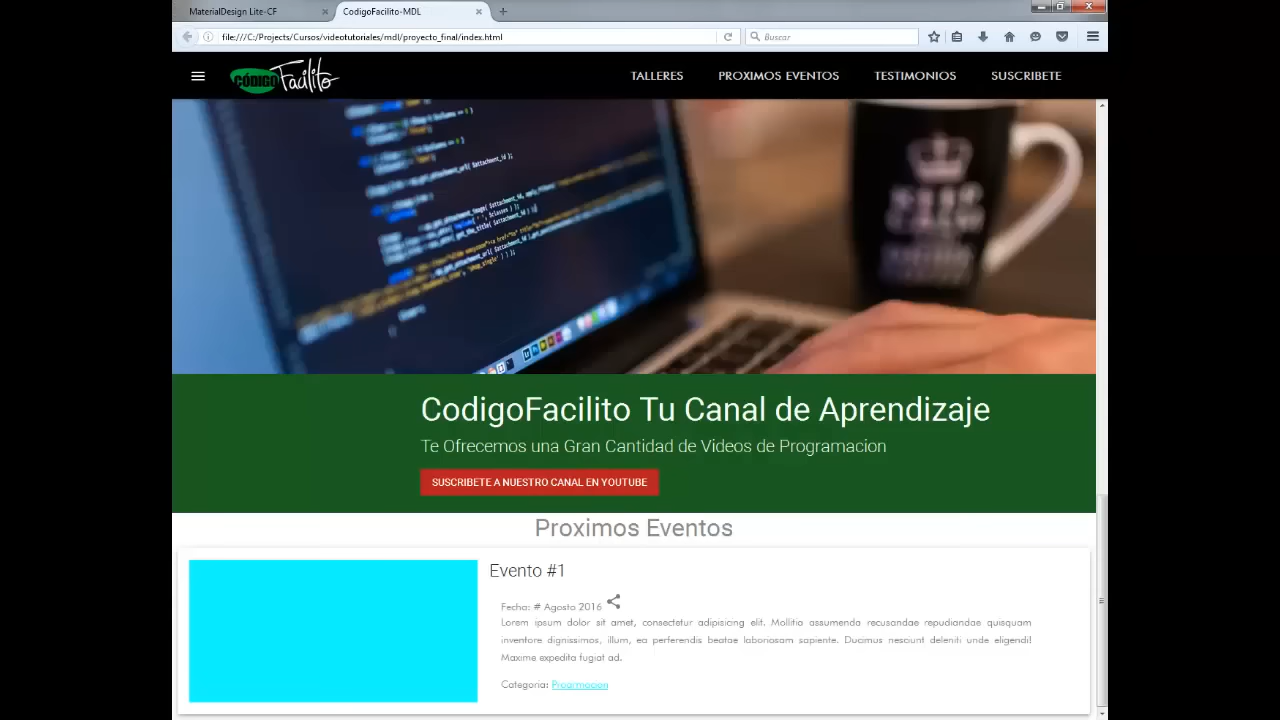 MaterialDesign Lite-CF
CodigoFacilito-MDL
file:///C:/Projects/Cursos/videotutoriales/mdl/proyecto_final/index.html
Buscar
CÓDIGO Facilito
TALLERES
PROXIMOS EVENTOS
TESTIMONIOS
SUSCRIBETE
KEEP
CALM
CodigoFacilito Tu Canal de Aprendizaje
Te Ofrecemos una Gran Cantidad de Videos de Programacion
SUSCRIBETE A NUESTRO CANAL EN YOUTUBE
Proximos Eventos
Evento #1
Fecha: # Agosto 2016
Lorem ipsum dolor sit amet, consectetur adipisicing elit. Mollitia assumenda recusandae repudiandae quisquam
inventore dignissimos, illum, ea perferendis beatae laboriosam sapiente. Ducimus nesciunt deleniti unde eligendi!
Maxime expedita fugiat ad.
Categoria: Progrmacion